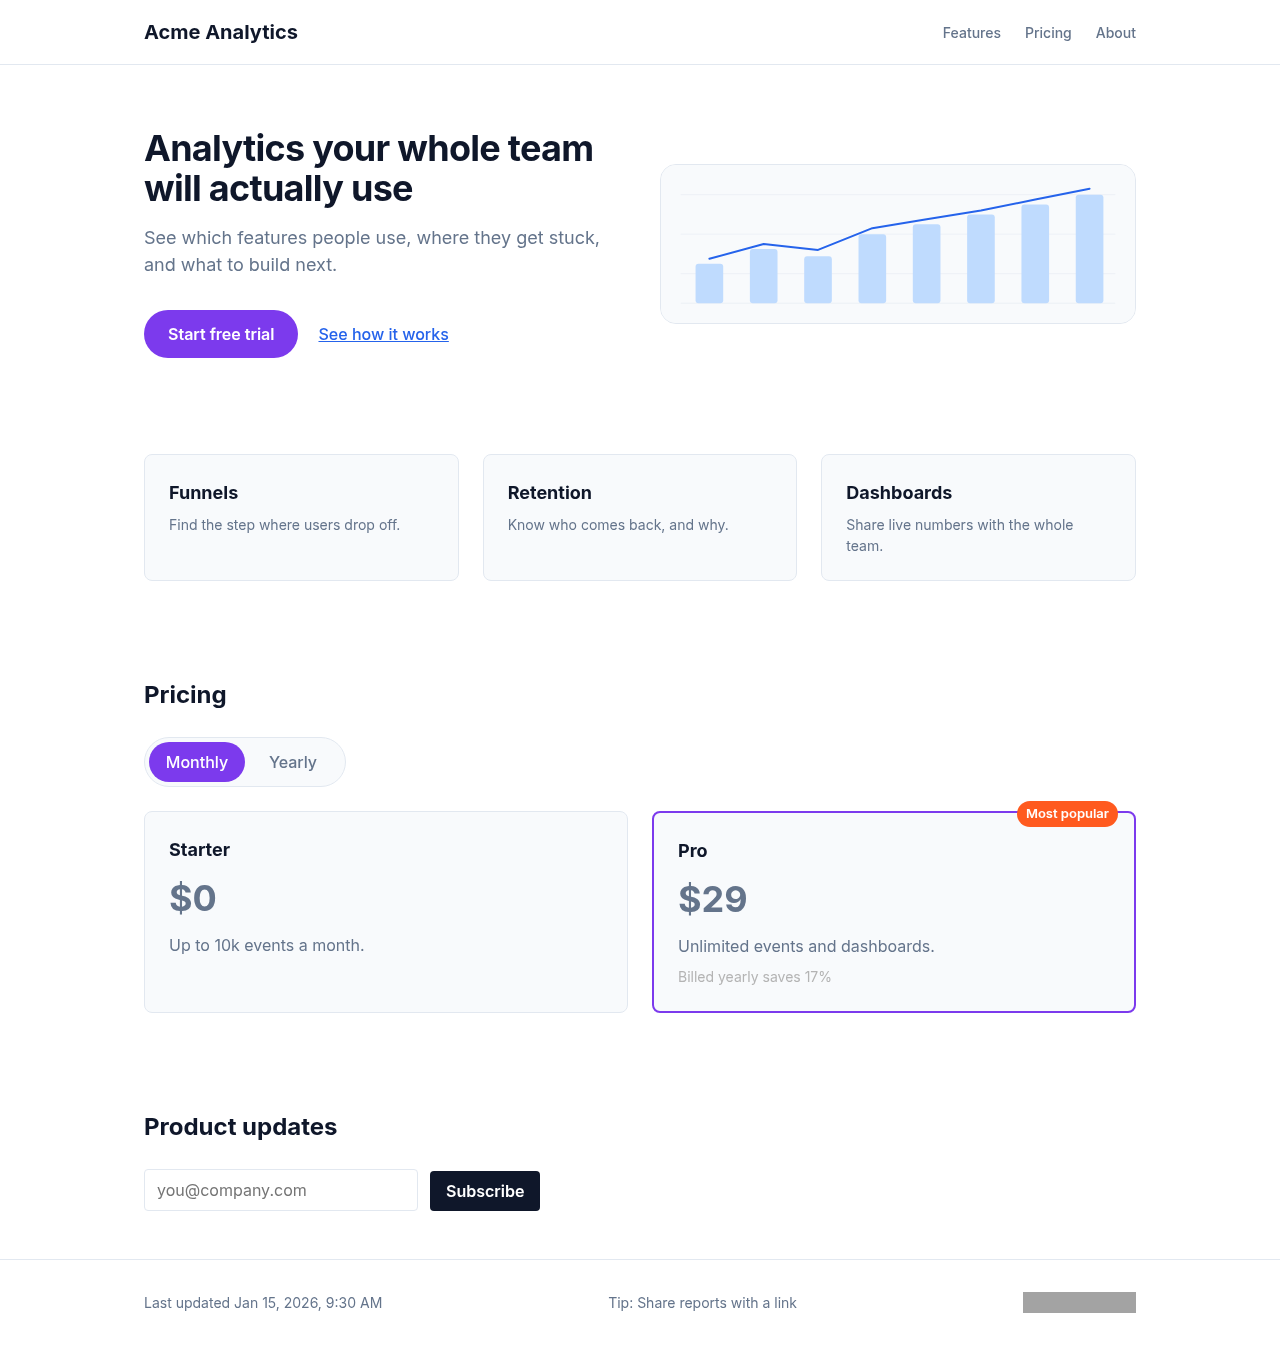 Acme Analytics
Features
Pricing
About
Analytics your whole team
will actually use
See which features people use, where they get stuck,
and what to build next.
Start free trial
See how it works
Funnels
Find the step where users drop off.
Retention
Know who comes back, and why.
Dashboards
Share live numbers with the whole
team.
Pricing
Monthly
Yearly
Starter
$0
Up to 10k events a month.
Most popular
Pro
$29
Unlimited events and dashboards.
Billed yearly saves 17%
Product updates
you@company.com
Subscribe
Last updated Jan 15, 2026, 9:30 AM
Tip: Share reports with a link